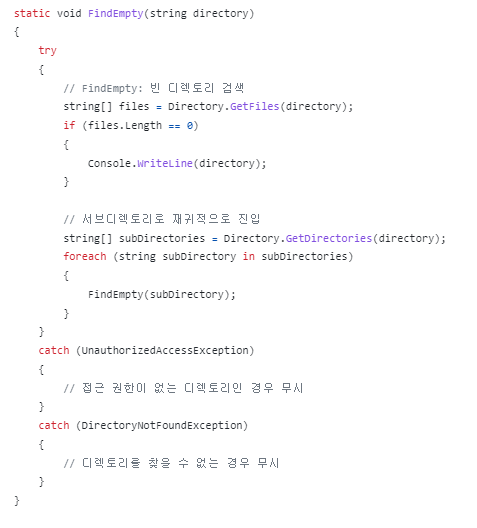 static void FindEmpty(string directory)
{
    try
    {
        // FindEmpty: 빈 디렉토리 검색
        string[] files = Directory.GetFiles(directory);
        if (files.Length == 0)
        {
            Console.WriteLine(directory);
        }

        // 서브디렉토리로 재귀적으로 진입
        string[] subDirectories = Directory.GetDirectories(directory);
        foreach (string subDirectory in subDirectories)
        {
            FindEmpty(subDirectory);
        }
    }
    catch (UnauthorizedAccessException)
    {
        // 접근 권한이 없는 디렉토리인 경우 무시
    }
    catch (DirectoryNotFoundException)
    {
        // 디렉토리를 찾을 수 없는 경우 무시
    }
}